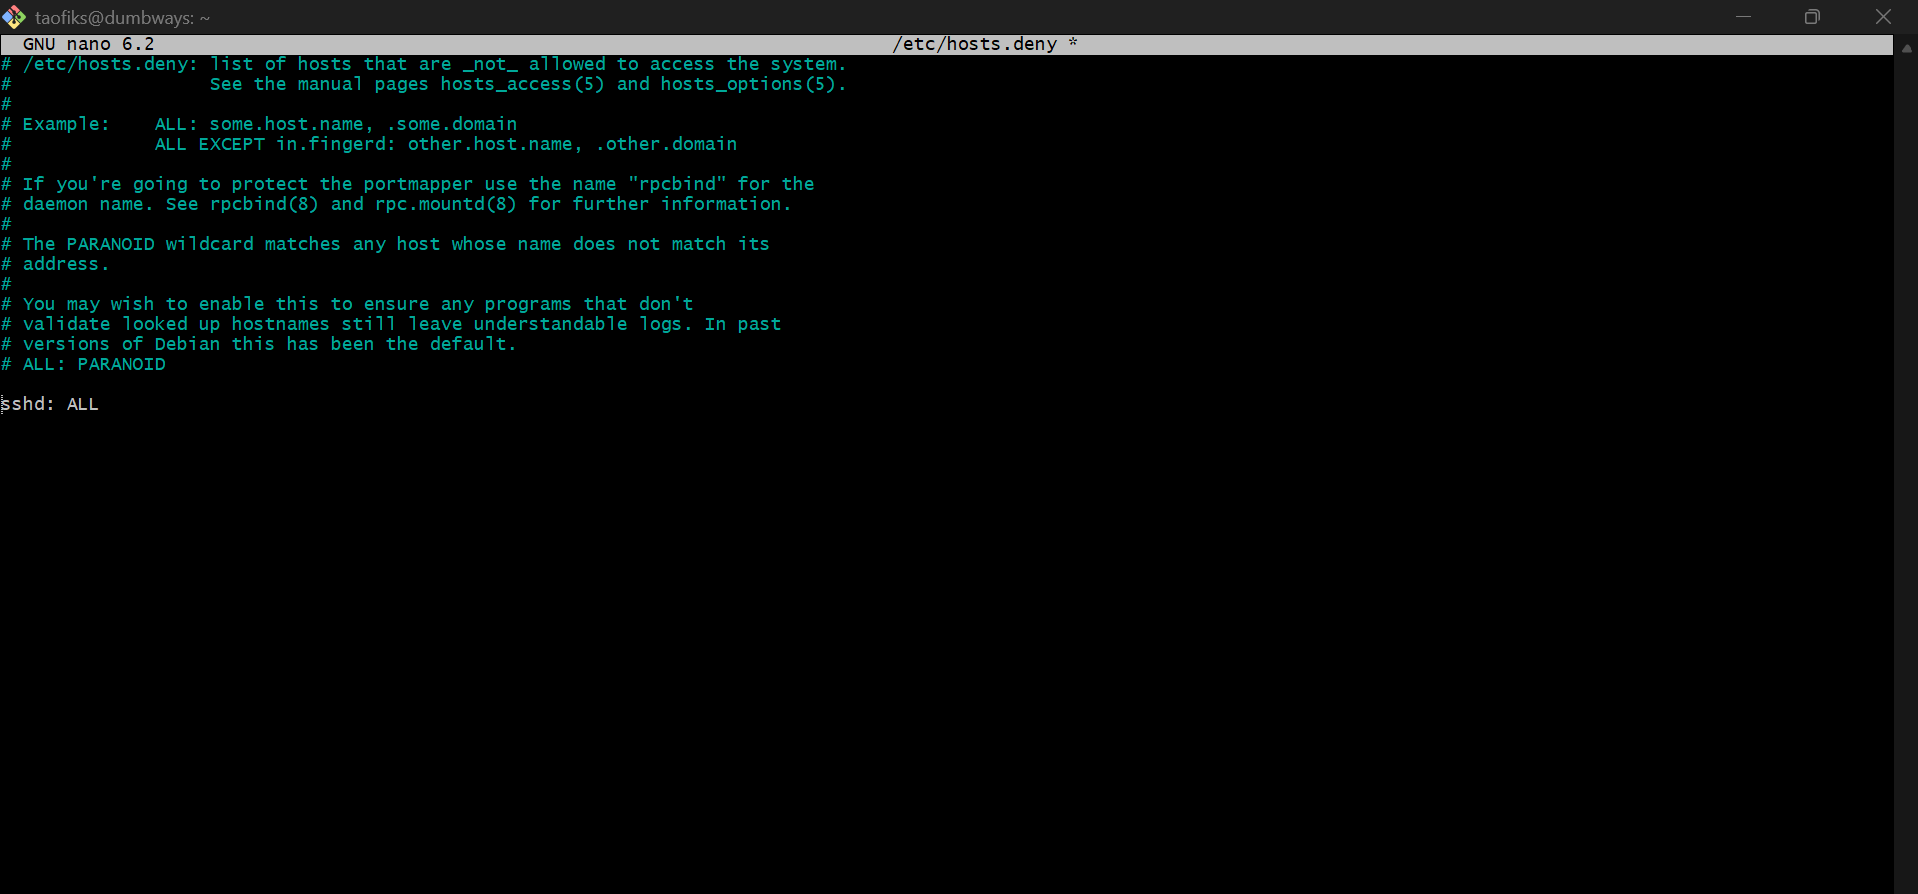 taofiks@dumbways: ~
GNU nano 6.2 /etc/hosts.deny *
# /etc/hosts.deny: list of hosts that are _not_ allowed to access the system.
# See the manual pages hosts_access(5) and hosts_options(5).
#
# Example: ALL: some.host.name, .some.domain
# ALL EXCEPT in.fingerd: other.host.name, .other.domain
#
# If you're going to protect the portmapper use the name "rpcbind" for the
# daemon name. See rpcbind(8) and rpc.mountd(8) for further information.
#
# The PARANOID wildcard matches any host whose name does not match its
# address.
#
# You may wish to enable this to ensure any programs that don't
# validate looked up hostnames still leave understandable logs. In past
# versions of Debian this has been the default.
# ALL: PARANOID
sshd: ALL